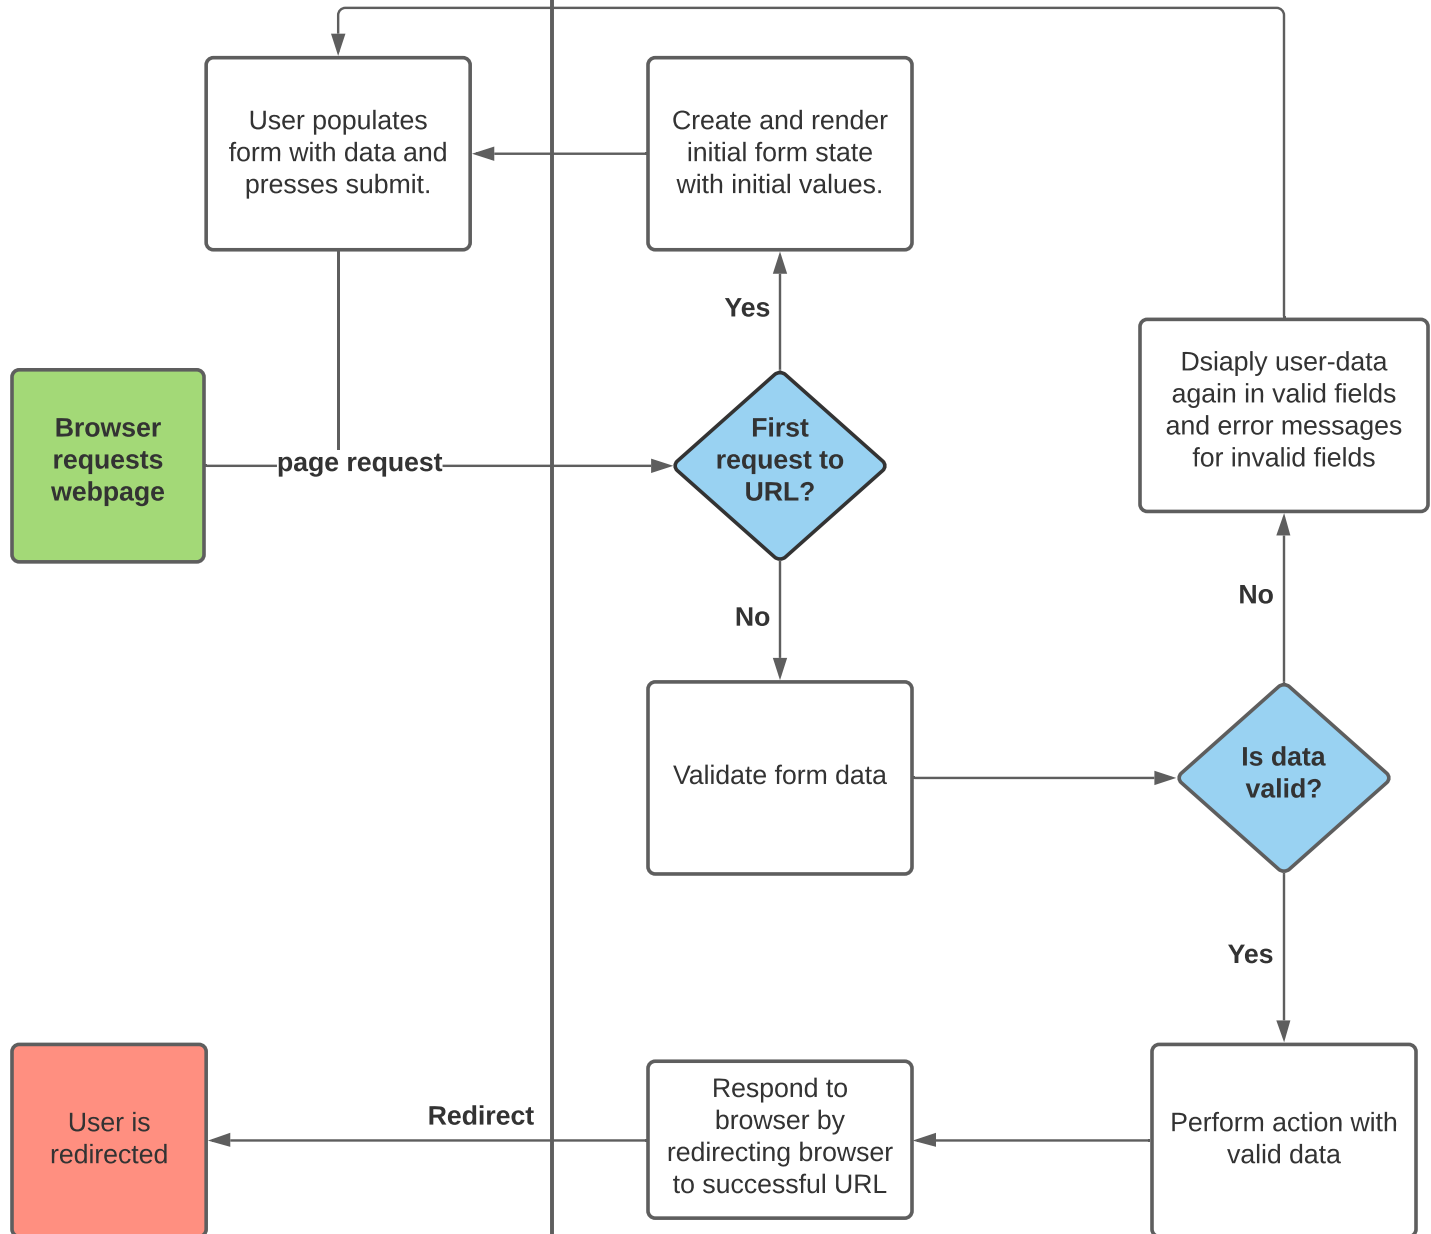 User populates
form with data and
presses submit.
Create and render
initial form state
with initial values.
Yes
Dsiaply user-data
again in valid fields
and error messages
for invalid fields
Browser
requests
webpage
page request
First
request to
URL?
No
No
Validate form data
Is data
valid?
Yes
User is
redirected
Redirect
Respond to
browser by
redirecting browser
to successful URL
Perform action with
valid data